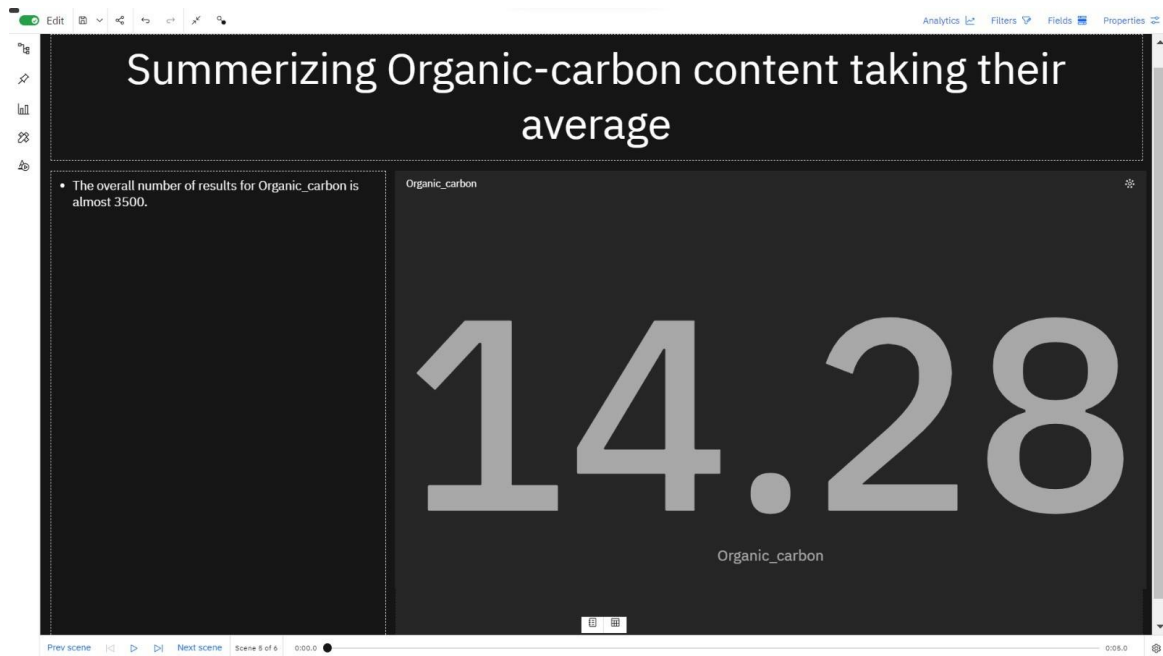 Edit
Analytics
Filters
Fields
Properties
Summerizing Organic-carbon content taking their
average
• The overall number of results for Organic_carbon is
almost 3500.
Organic_carbon
14.28
Organic_carbon
Prev scene
Next scene
Scene 5 of 6
0:00.0
0:05.0